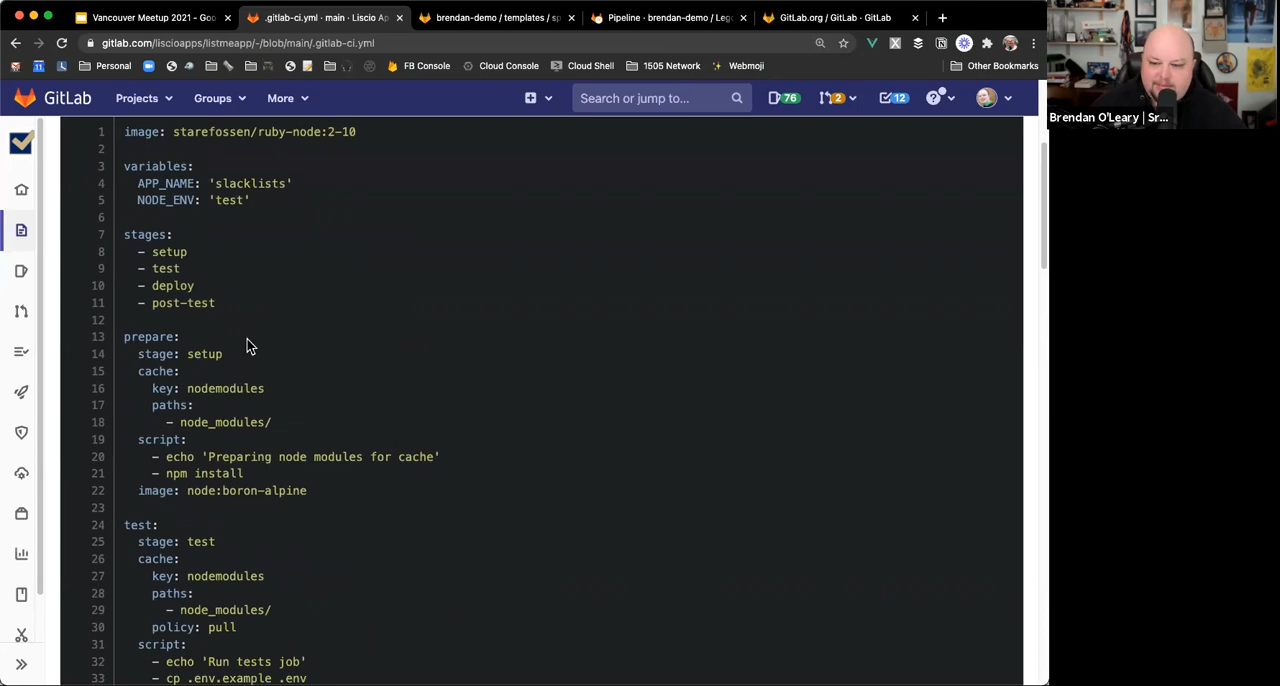 Vancouver Meetup 2021 - Goo
.gitlab-ci.yml · main · Liscio Ap
brendan-demo / templates / sp
Pipeline · brendan-demo / Lego
GitLab.org / GitLab · GitLab
gitlab.com/liscioapps/listmeapp/-/blob/main/.gitlab-ci.yml
31
Personal
FB Console
Cloud Console
Cloud Shell
1505 Network
Webmoji
Other Bookmarks
GitLab
Projects
Groups
More
Search or jump to...
76
2
12
Brendan O'Leary | Sr...
1 image: starefossen/ruby-node:2-10
2
3 variables:
4 APP_NAME: 'slacklists'
5 NODE_ENV: 'test'
6
7 stages:
8 - setup
9 - test
10 - deploy
11 - post-test
12
13 prepare:
14 stage: setup
15 cache:
16 key: nodemodules
17 paths:
18 - node_modules/
19 script:
20 - echo 'Preparing node modules for cache'
21 - npm install
22 image: node:boron-alpine
23
24 test:
25 stage: test
26 cache:
27 key: nodemodules
28 paths:
29 - node_modules/
30 policy: pull
31 script:
32 - echo 'Run tests job'
33 - cp .env.example .env